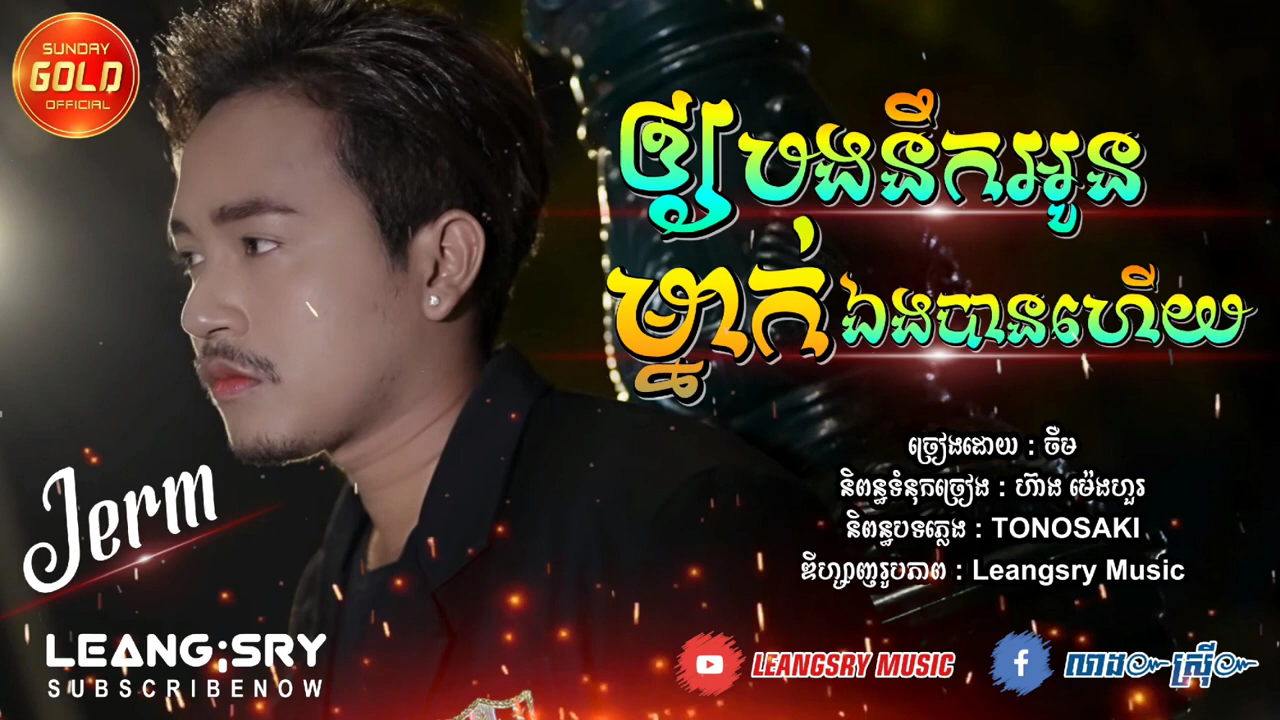 SUNDAY
GOLD
OFFICIAL
ឲ្យបងនឹកអូន
ម្នាក់ឯងបានហើយ
ច្រៀងដោយ : ចឺម
និពន្ធទំនុកច្រៀង : ហ៊ាង ម៉េងហួរ
និពន្ធបទភ្លេង : TONOSAKI
ឌីហ្សាញរូបភាព : Leangsry Music
Jerm
LEANG;SRY
SUBSCRIBENOW
LEANGSRY MUSIC
លាង ស្រ៊ី